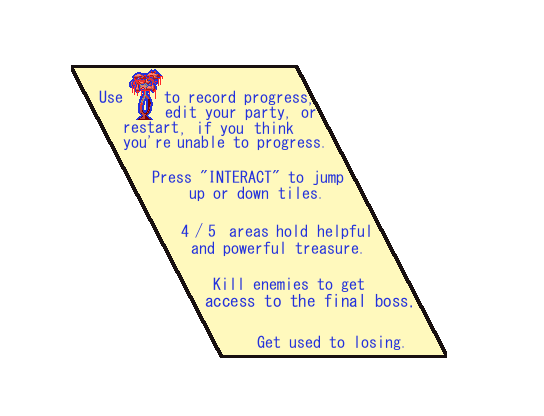 Use to record progress,
edit your party, or
restart, if you think
you're unable to progress.
Press "INTERACT" to jump
up or down tiles.
4/5 areas hold helpful
and powerful treasure.
Kill enemies to get
access to the final boss.
Get used to losing.